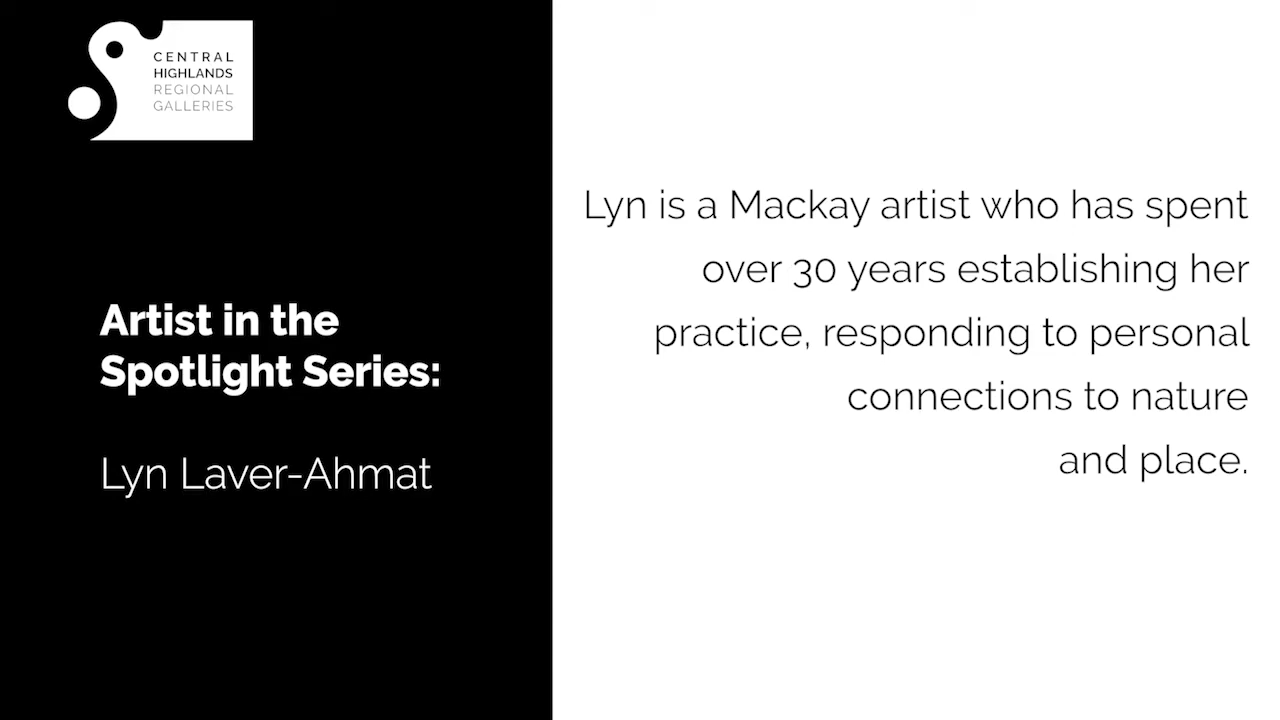 CENTRAL
HIGHLANDS
REGIONAL
GALLERIES
Artist in the
Spotlight Series:
Lyn Laver-Ahmat
Lyn is a Mackay artist who has spent
over 30 years establishing her
practice, responding to personal
connections to nature
and place.